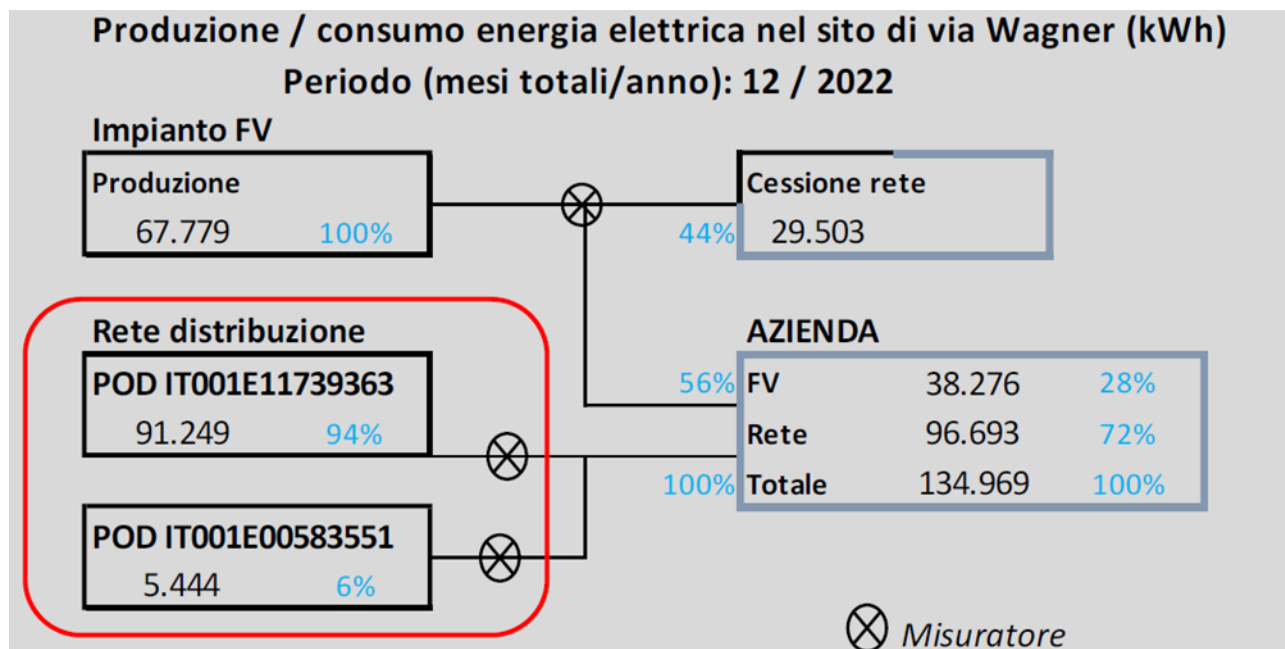 Produzione / consumo energia elettrica nel sito di via Wagner (kWh)
Periodo (mesi totali/anno): 12 / 2022
Impianto FV
Produzione
67.779 100%
Cessione rete
44% 29.503
Rete distribuzione
POD IT001E11739363
91.249 94%
POD IT001E00583551
5.444 6%
AZIENDA
56% FV 38.276 28%
Rete 96.693 72%
100% Totale 134.969 100%
Misuratore